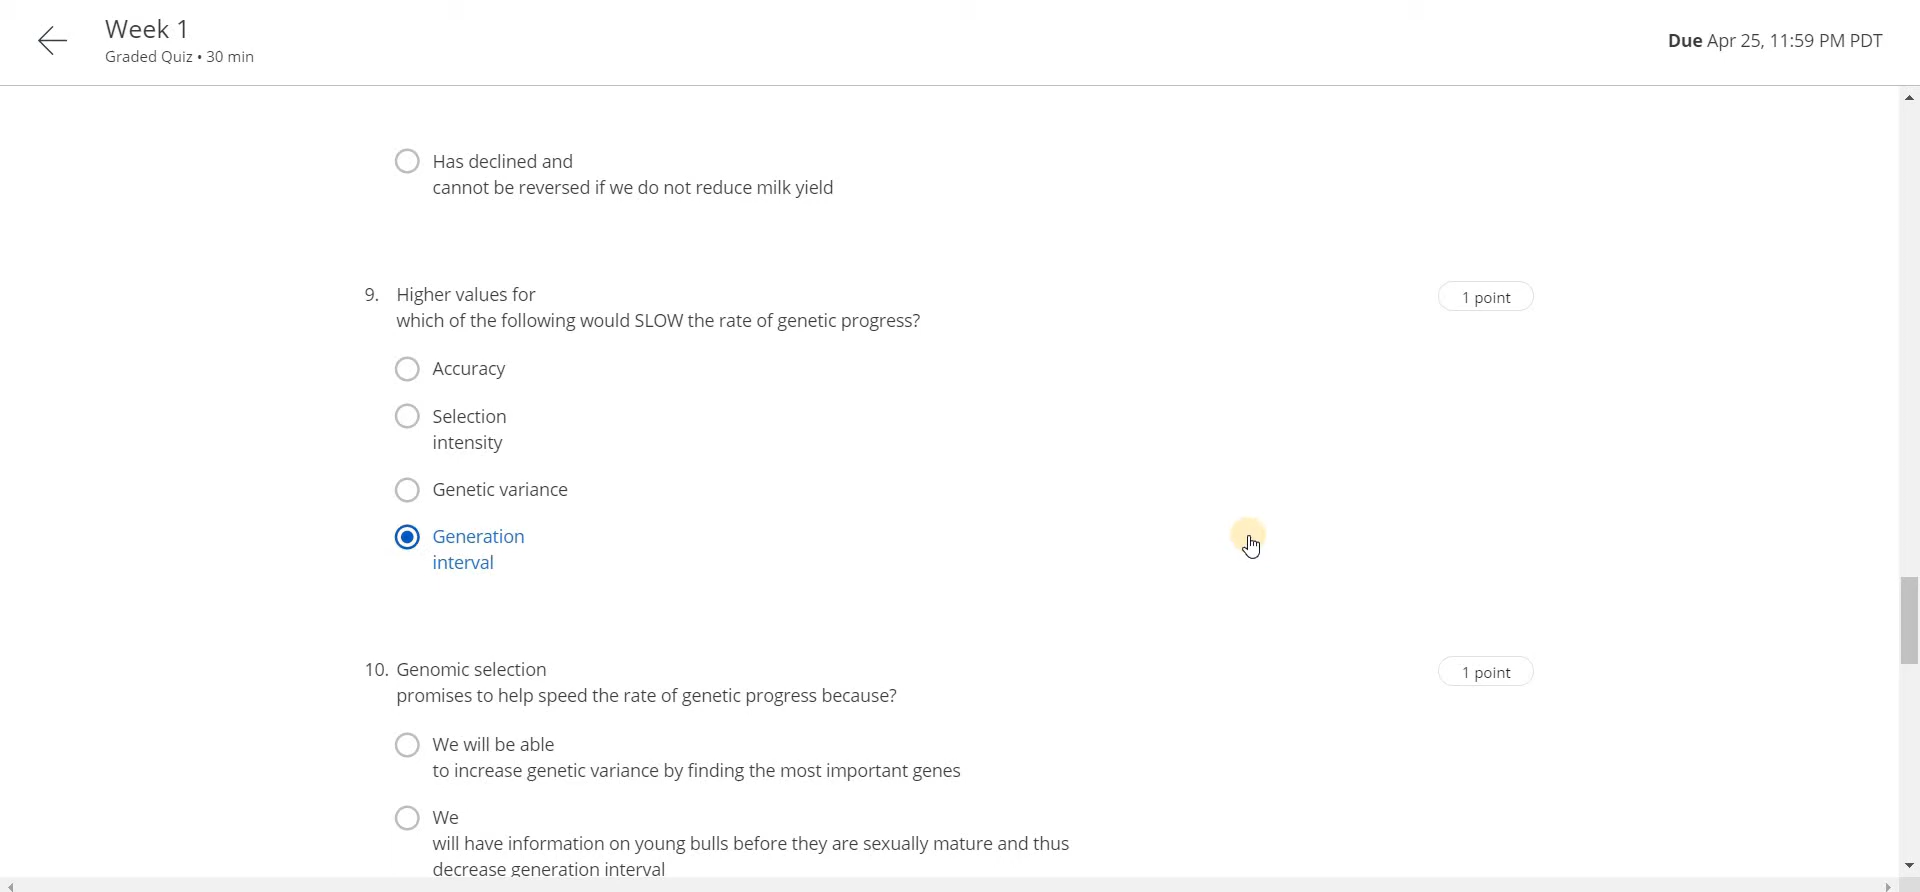 Week 1
Graded Quiz • 30 min
Due Apr 25, 11:59 PM PDT
Has declined and
cannot be reversed if we do not reduce milk yield
9. Higher values for
which of the following would SLOW the rate of genetic progress?
1 point
Accuracy
Selection
intensity
Genetic variance
Generation
interval
10. Genomic selection
promises to help speed the rate of genetic progress because?
1 point
We will be able
to increase genetic variance by finding the most important genes
We
will have information on young bulls before they are sexually mature and thus
decrease generation interval